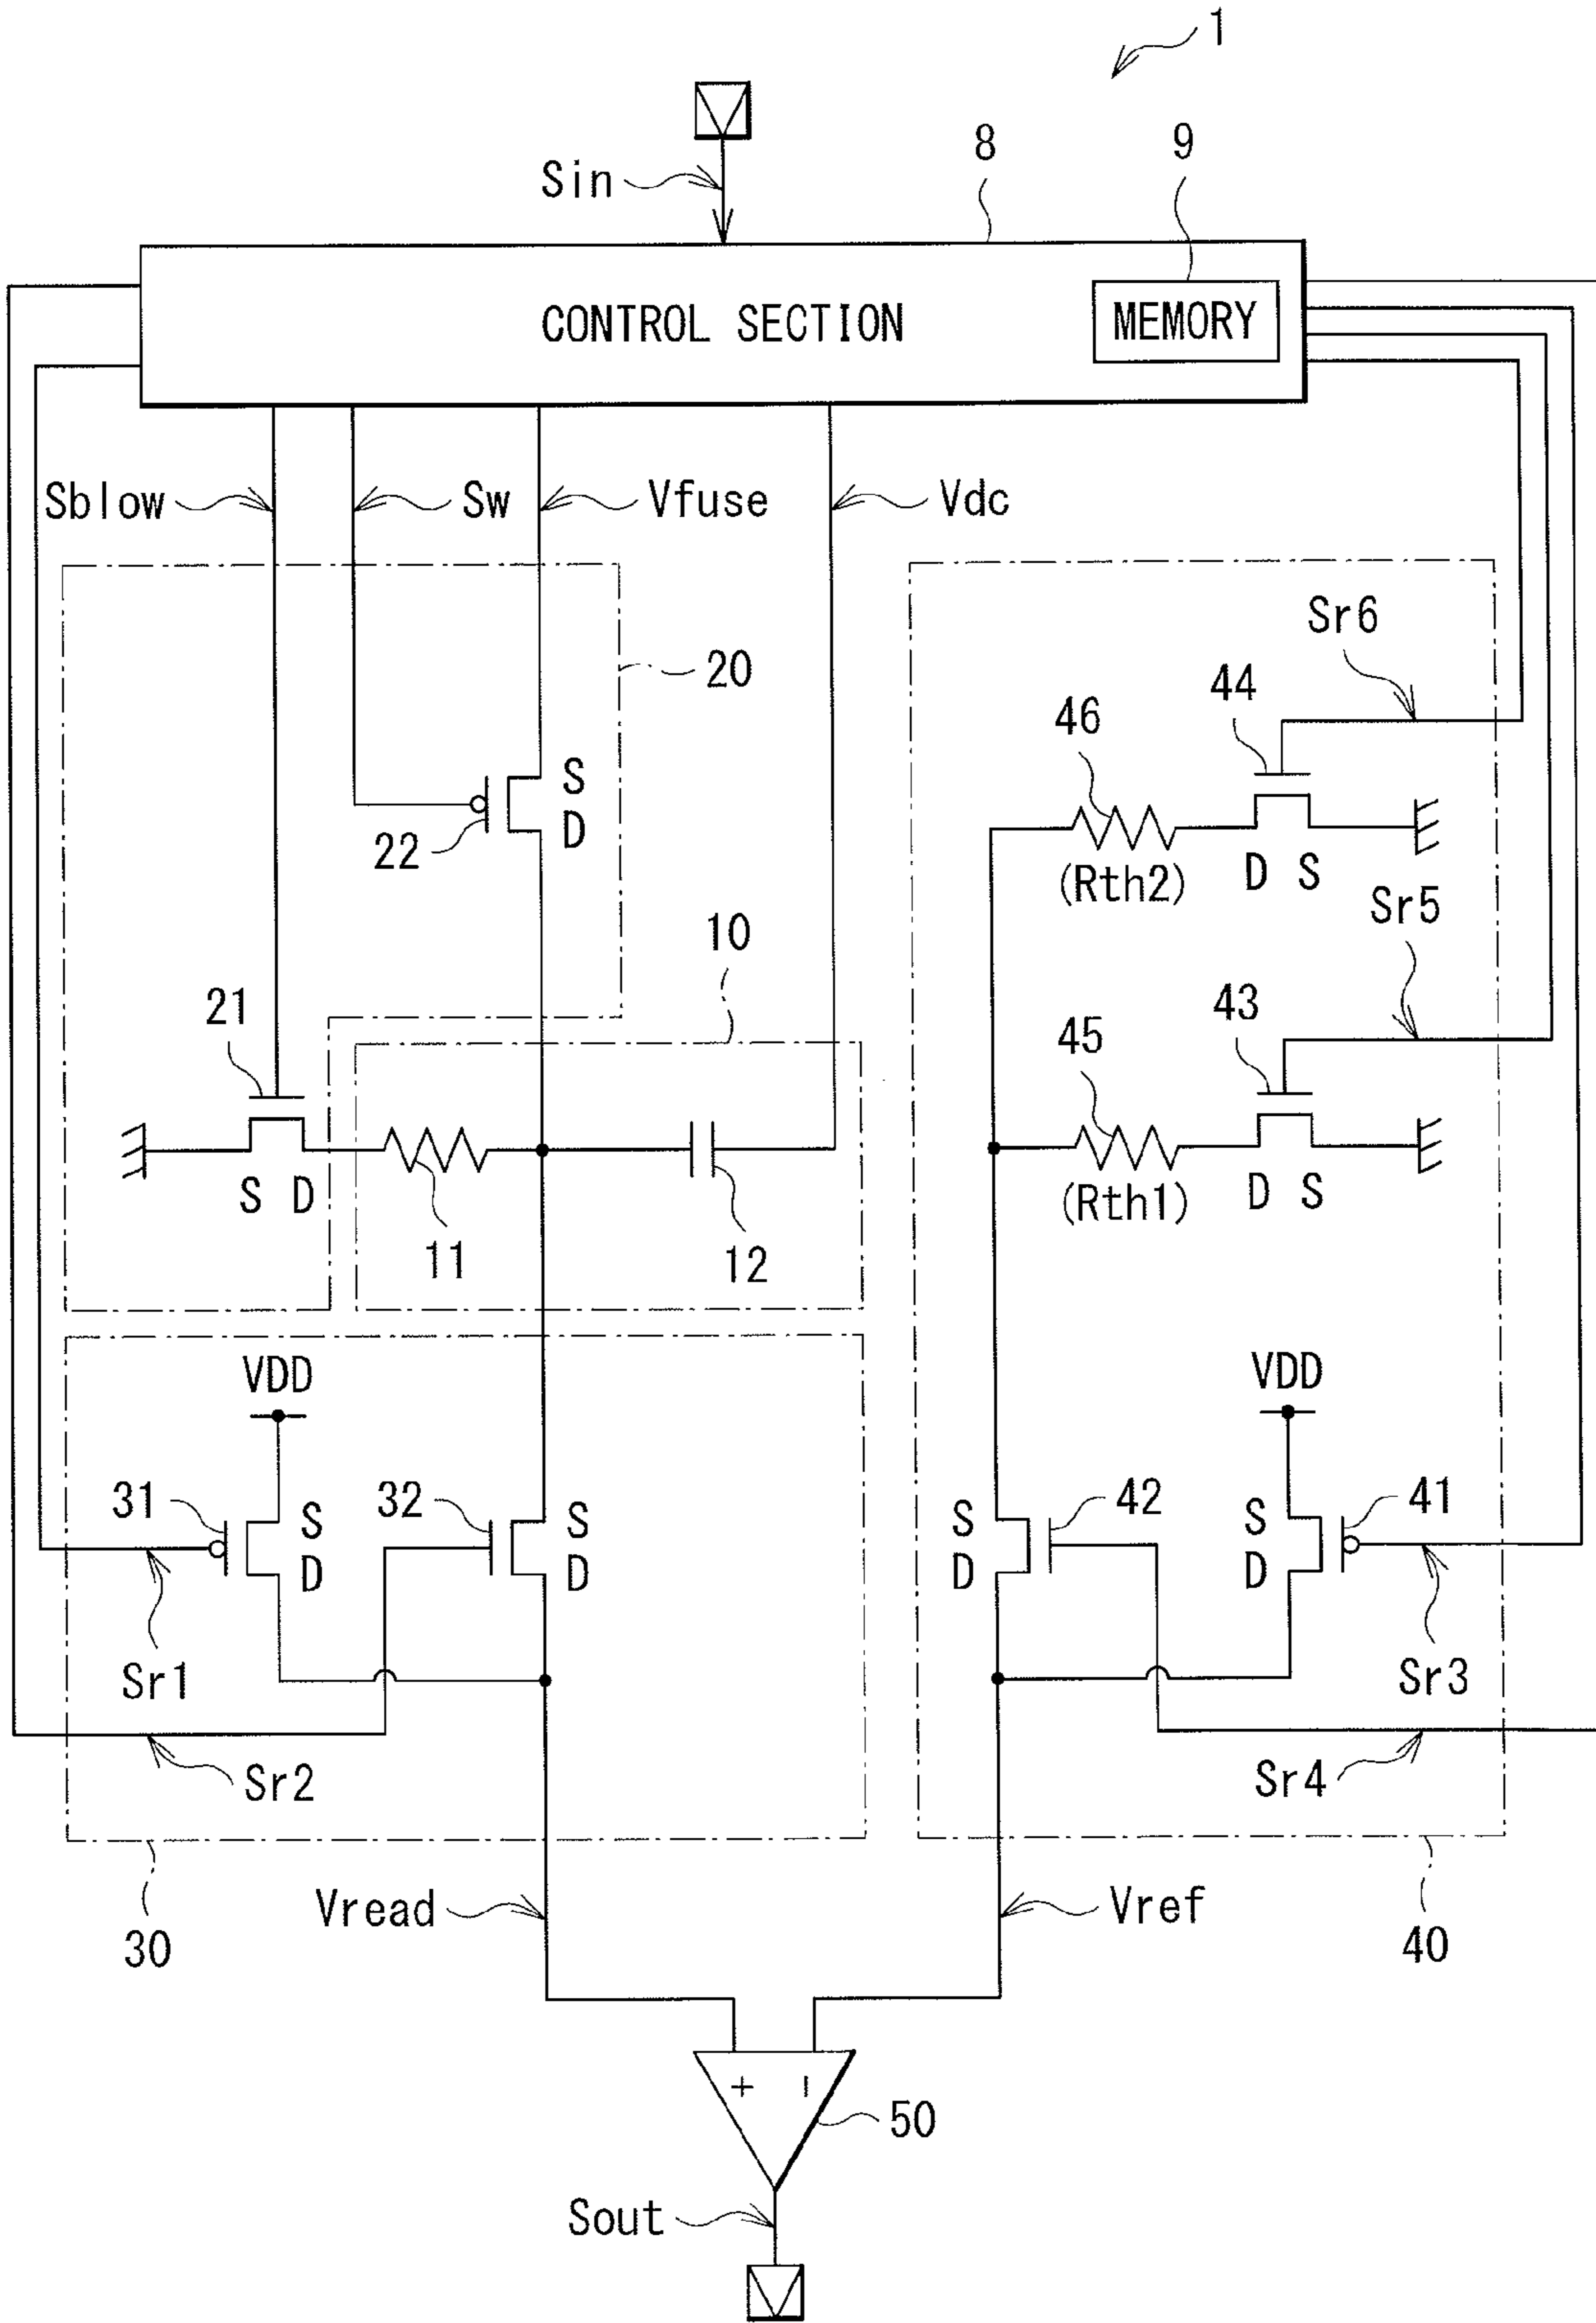 1
Sin
8
9
CONTROL SECTION
MEMORY
Sblow
Sw
Vfuse
Vdc
20
Sr6
44
46
S
D
22
(Rth2)
D S
Sr5
10
21
45
43
S D
11
12
(Rth1)
D S
VDD
VDD
31
S
D
32
S
D
S
D
42
S
D
41
Sr1
Sr3
Sr2
Sr4
30
Vread
Vref
40
+
−
50
Sout